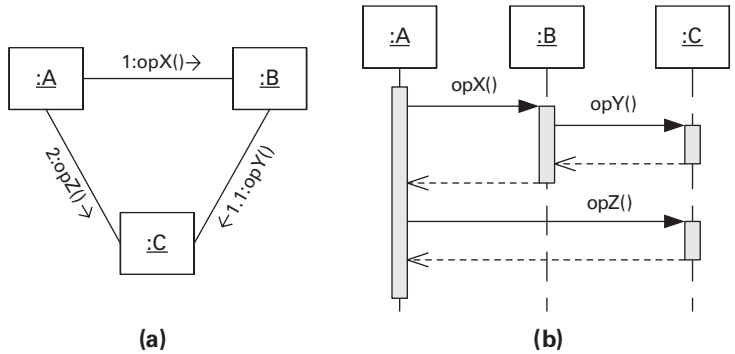 :A
1:opX()→
:B
2:opZ()→
←1.1:opY()
:C
(a)
:A
:B
:C
opX()
opY()
opZ()
(b)